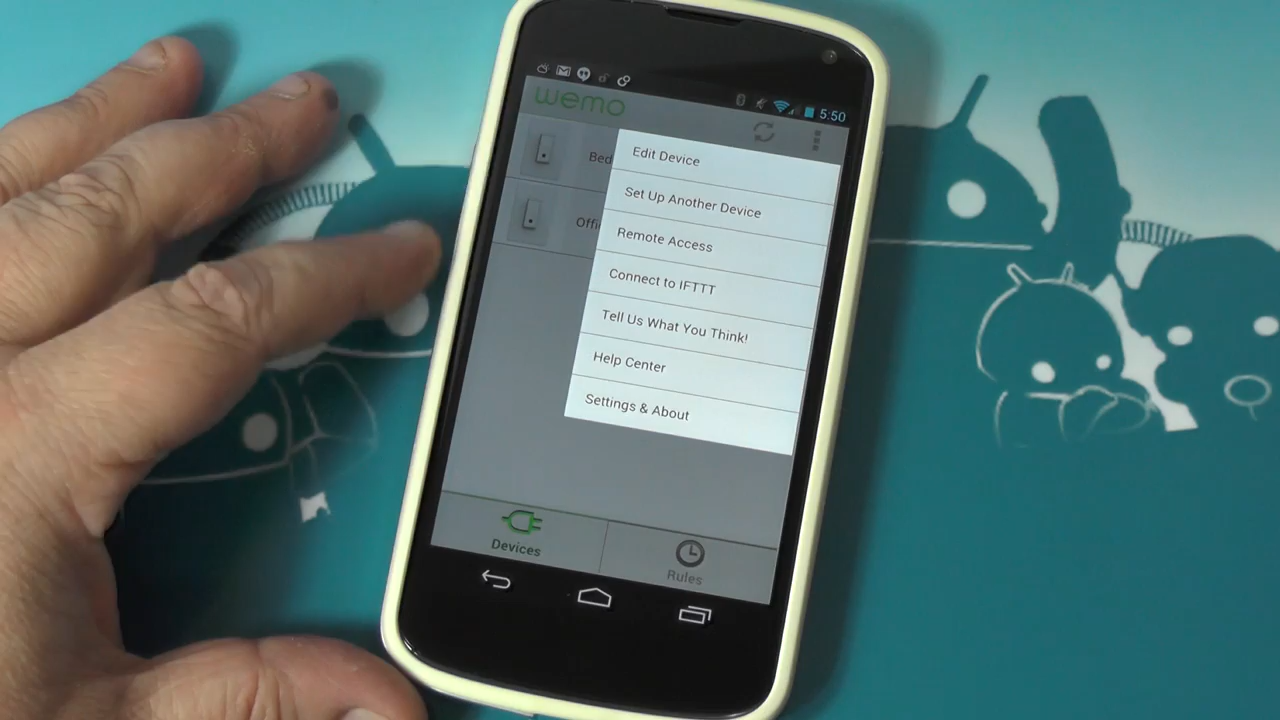 5:50
wemo
Bed
Offi
Edit Device
Set Up Another Device
Remote Access
Connect to IFTTT
Tell Us What You Think!
Help Center
Settings & About
Devices
Rules